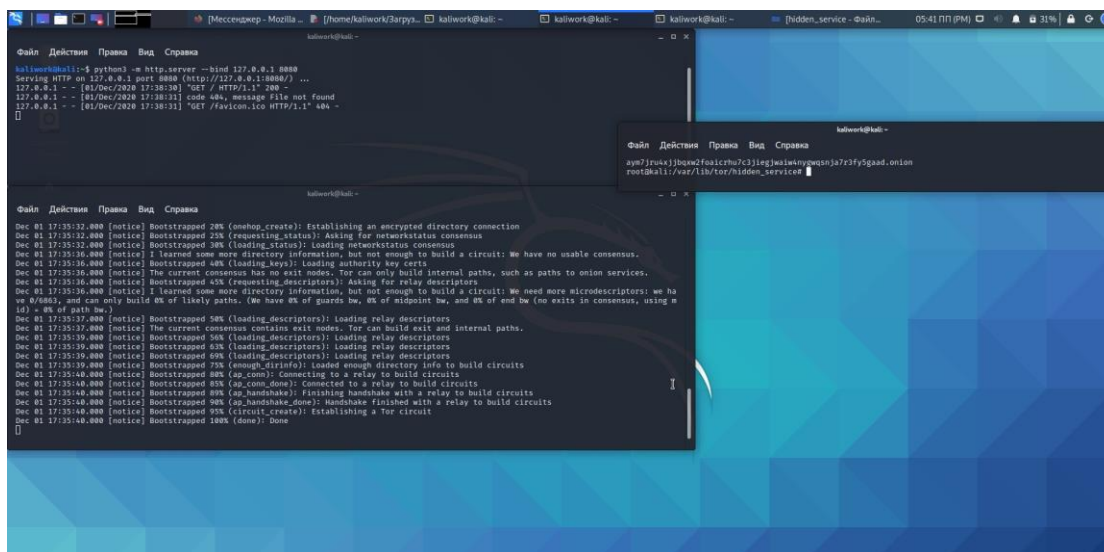 [Мессенджер - Mozilla ...
[/home/kaliwork/Загруз...
kaliwork@kali: ~
kaliwork@kali: ~
kaliwork@kali: ~
[hidden_service - Файл...
05:41 ПП (PM)
31%
kaliwork@kali: ~
Файл Действия Правка Вид Справка
kaliwork@kali:~$ python3 -m http.server --bind 127.0.0.1 8080
Serving HTTP on 127.0.0.1 port 8080 (http://127.0.0.1:8080/) ...
127.0.0.1 - - [01/Dec/2020 17:38:30] "GET / HTTP/1.1" 200 -
127.0.0.1 - - [01/Dec/2020 17:38:31] code 404, message File not found
127.0.0.1 - - [01/Dec/2020 17:38:31] "GET /favicon.ico HTTP/1.1" 404 -
kaliwork@kali: ~
Файл Действия Правка Вид Справка
root@kali:/var/lib/tor/hidden_service#
kaliwork@kali: ~
Файл Действия Правка Вид Справка
Dec 01 17:35:32.000 [notice] Bootstrapped 20% (onehop_create): Establishing an encrypted directory connection
Dec 01 17:35:32.000 [notice] Bootstrapped 25% (requesting_status): Asking for networkstatus consensus
Dec 01 17:35:32.000 [notice] Bootstrapped 30% (loading_status): Loading networkstatus consensus
Dec 01 17:35:36.000 [notice] I learned some more directory information, but not enough to build a circuit: We have no usable consensus.
Dec 01 17:35:36.000 [notice] Bootstrapped 40% (loading_keys): Loading authority key certs
Dec 01 17:35:36.000 [notice] The current consensus has no exit nodes. Tor can only build internal paths, such as paths to onion services.
Dec 01 17:35:36.000 [notice] Bootstrapped 45% (requesting_descriptors): Asking for relay descriptors
Dec 01 17:35:36.000 [notice] I learned some more directory information, but not enough to build a circuit: We need more microdescriptors: we ha
ve 0/6863, and can only build 0% of likely paths. (We have 0% of guards bw, 0% of midpoint bw, and 0% of end bw (no exits in consensus, using m
id) = 0% of path bw.)
Dec 01 17:35:37.000 [notice] Bootstrapped 50% (loading_descriptors): Loading relay descriptors
Dec 01 17:35:37.000 [notice] The current consensus contains exit nodes. Tor can build exit and internal paths.
Dec 01 17:35:39.000 [notice] Bootstrapped 56% (loading_descriptors): Loading relay descriptors
Dec 01 17:35:39.000 [notice] Bootstrapped 63% (loading_descriptors): Loading relay descriptors
Dec 01 17:35:39.000 [notice] Bootstrapped 69% (loading_descriptors): Loading relay descriptors
Dec 01 17:35:39.000 [notice] Bootstrapped 75% (enough_dirinfo): Loaded enough directory info to build circuits
Dec 01 17:35:40.000 [notice] Bootstrapped 80% (ap_conn): Connecting to a relay to build circuits
Dec 01 17:35:40.000 [notice] Bootstrapped 85% (ap_conn_done): Connected to a relay to build circuits
Dec 01 17:35:40.000 [notice] Bootstrapped 89% (ap_handshake): Finishing handshake with a relay to build circuits
Dec 01 17:35:40.000 [notice] Bootstrapped 90% (ap_handshake_done): Handshake finished with a relay to build circuits
Dec 01 17:35:40.000 [notice] Bootstrapped 95% (circuit_create): Establishing a Tor circuit
Dec 01 17:35:40.000 [notice] Bootstrapped 100% (done): Done